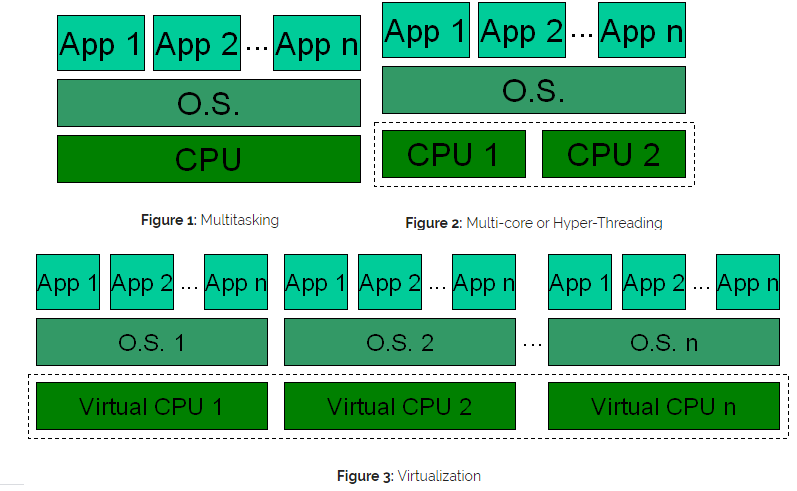 App 1 App 2 ... App n
O.S.
CPU
Figure 1: Multitasking
App 1 App 2 ... App n
O.S.
CPU 1 CPU 2
Figure 2: Multi-core or Hyper-Threading
App 1 App 2 ... App n App 1 App 2 ... App n App 1 App 2 ... App n
O.S. 1 O.S. 2 ... O.S. n
Virtual CPU 1 Virtual CPU 2 Virtual CPU n
Figure 3: Virtualization